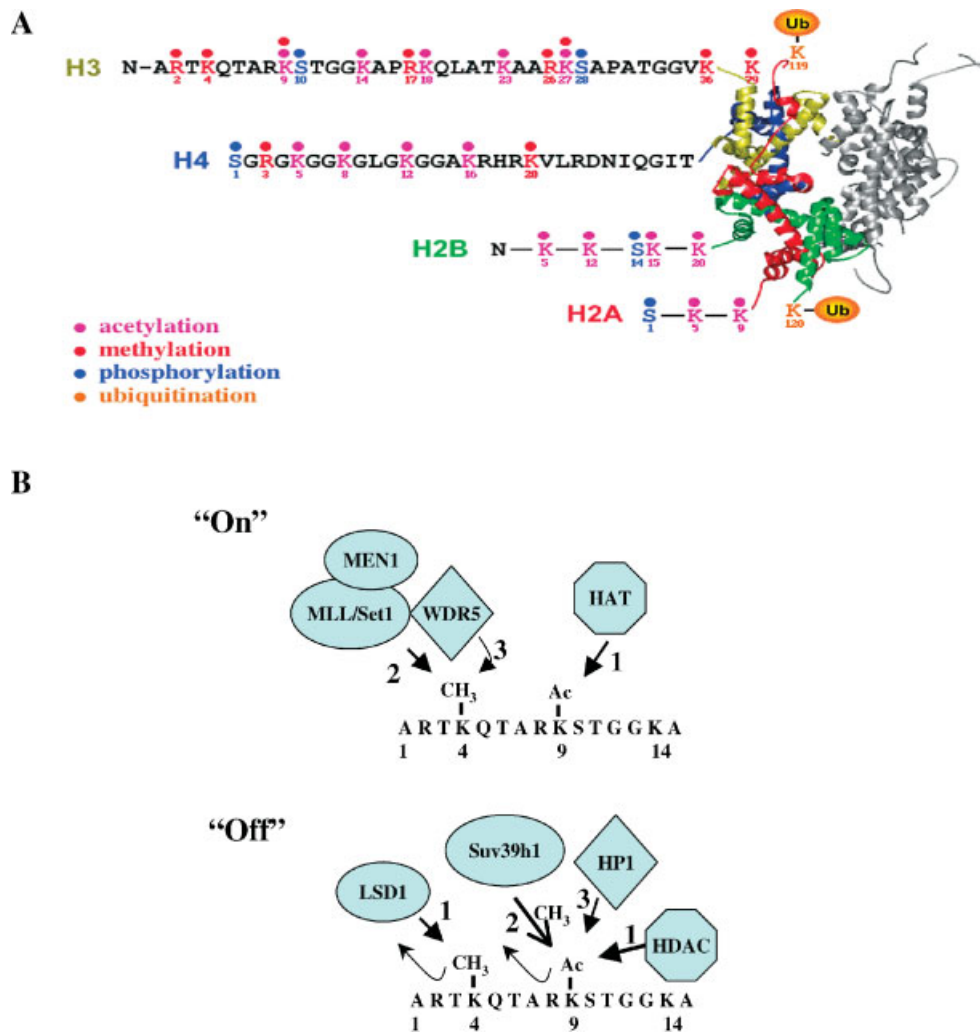 A
Ub
K
119
H3 N-ARTKQTARKSTGGKAPRKQLATKAARKSAPATGGVK K
2 4 9 10 14 17 18 23 26 27 28 36 79
H4 SGRGKGGKGLGKGGAKRHRKVLRDNIQGIT
1 3 5 8 12 16 20
H2B N—K—K—SK—K
5 12 14 15 20
H2A S—K—K
1 5 9
K—Ub
120
acetylation
methylation
phosphorylation
ubiquitination
B
“On”
MEN1
MLL/Set1 WDR5 HAT
2 3 1
CH3 Ac
A R T K Q T A R K S T G G K A
1 4 9 14
“Off”
Suv39h1 HP1
LSD1
1 2 CH3 3 1 HDAC
CH3 Ac
A R T K Q T A R K S T G G K A
1 4 9 14